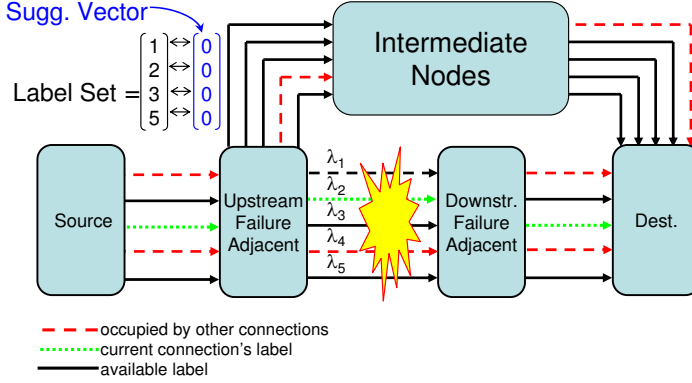 Sugg. Vector
Label Set =
1 ↔ 0
2 ↔ 0
3 ↔ 0
5 ↔ 0
Intermediate
Nodes
Source
Upstream
Failure
Adjacent
λ1
λ2
λ3
λ4
λ5
Downstr.
Failure
Adjacent
Dest.
occupied by other connections
current connection's label
available label